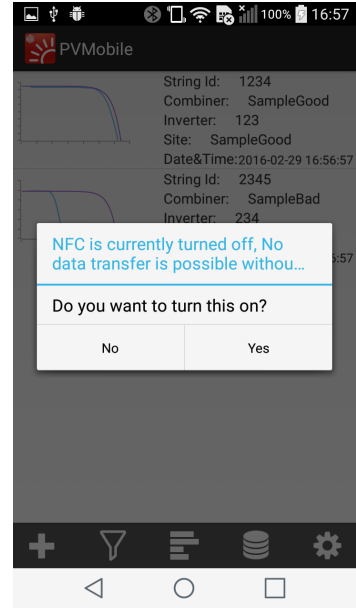 100% 16:57
PVMobile
String Id: 1234
Combiner: SampleGood
Inverter: 123
Site: SampleGood
Date&Time:2016-02-29 16:56:57
String Id: 2345
Combiner: SampleBad
Inverter: 234
5:57
NFC is currently turned off, No
data transfer is possible withou...
Do you want to turn this on?
No Yes